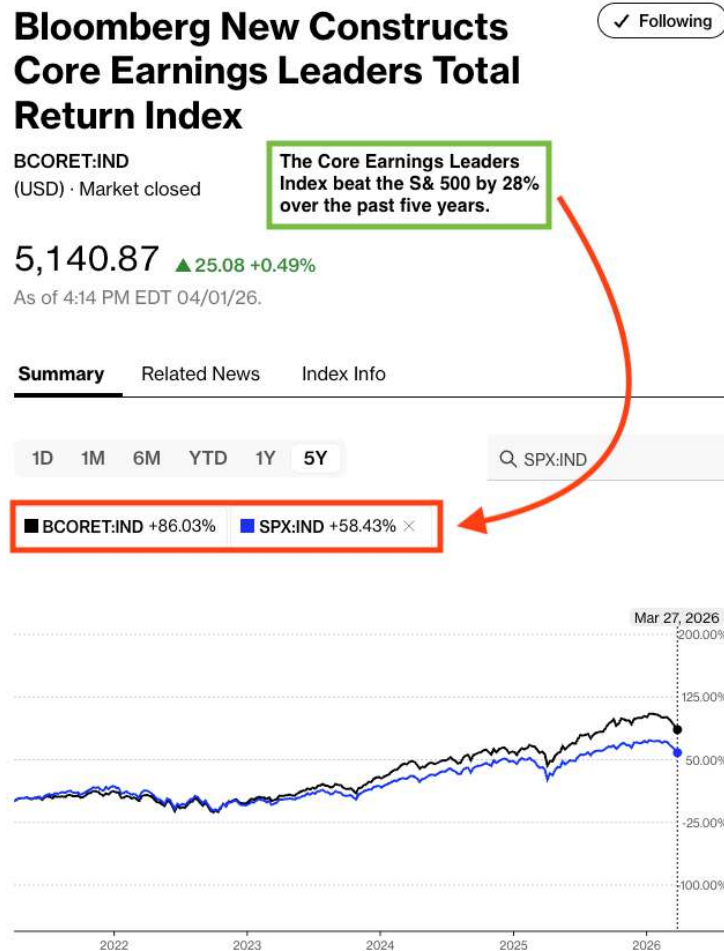 Bloomberg New Constructs
Core Earnings Leaders Total
Return Index
✓ Following
BCORET:IND
(USD) · Market closed
The Core Earnings Leaders
Index beat the S& 500 by 28%
over the past five years.
5,140.87 ▲25.08 +0.49%
As of 4:14 PM EDT 04/01/26.
Summary Related News Index Info
1D 1M 6M YTD 1Y 5Y
SPX:IND
BCORET:IND +86.03% SPX:IND +58.43% ×
Mar 27, 2026
200.00%
125.00%
50.00%
-25.00%
-100.00%
2022 2023 2024 2025 2026